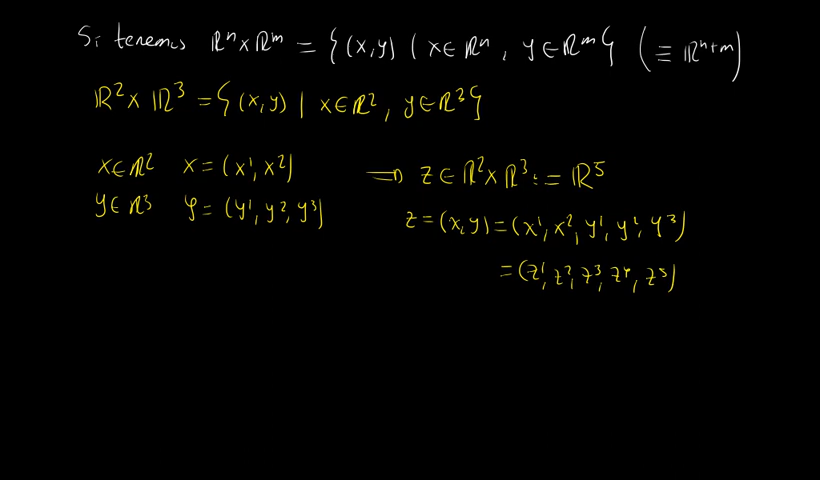 Si tenemos ℝⁿ×ℝᵐ = {(x,y) | x∈ℝⁿ, y∈ℝᵐ} (≡ ℝⁿ⁺ᵐ)
ℝ²×ℝ³ = {(x,y) | x∈ℝ², y∈ℝ³}
x∈ℝ² x = (x¹, x²) ⟹ z∈ℝ²×ℝ³ := ℝ⁵
y∈ℝ³ y = (y¹, y², y³) z = (x,y) = (x¹, x², y¹, y², y³)
= (z¹, z², z³, z⁴, z⁵)